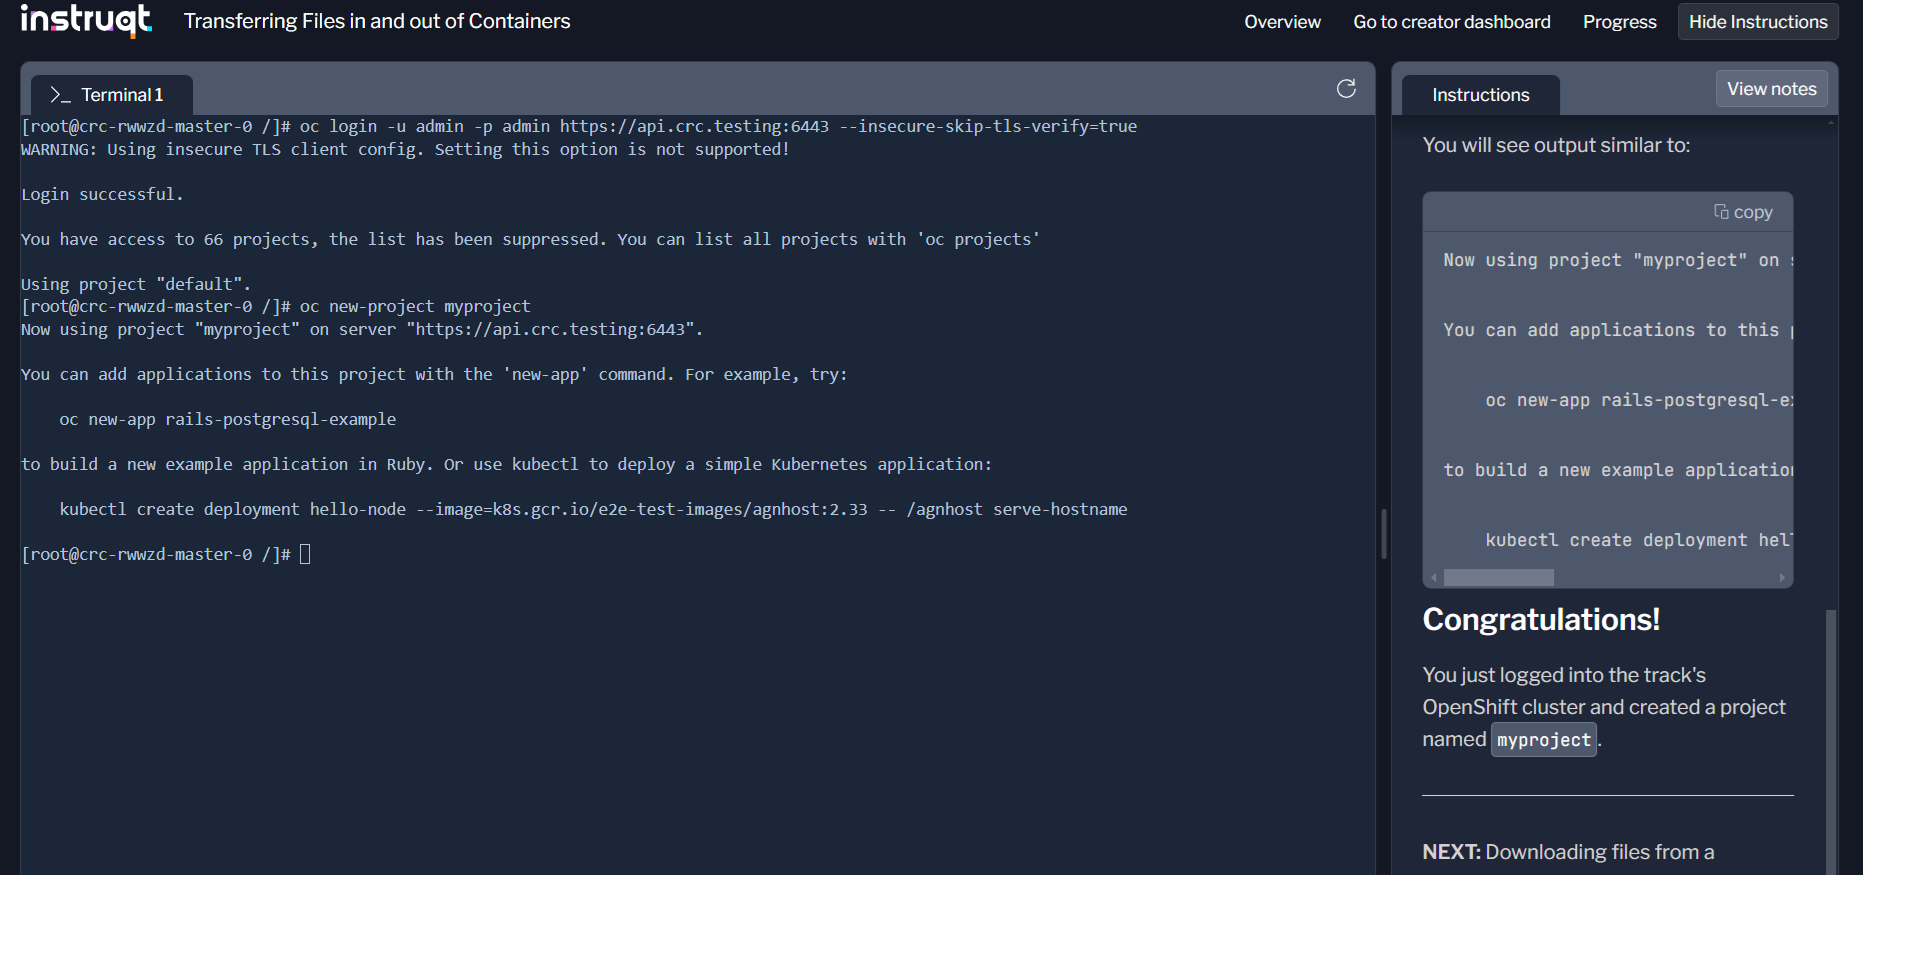 instruqt
Transferring Files in and out of Containers
Overview
Go to creator dashboard
Progress
Hide Instructions
>_ Terminal 1
[root@crc-rwwzd-master-0 /]# oc login -u admin -p admin https://api.crc.testing:6443 --insecure-skip-tls-verify=true
WARNING: Using insecure TLS client config. Setting this option is not supported!
Login successful.
You have access to 66 projects, the list has been suppressed. You can list all projects with 'oc projects'
Using project "default".
[root@crc-rwwzd-master-0 /]# oc new-project myproject
Now using project "myproject" on server "https://api.crc.testing:6443".
You can add applications to this project with the 'new-app' command. For example, try:
oc new-app rails-postgresql-example
to build a new example application in Ruby. Or use kubectl to deploy a simple Kubernetes application:
kubectl create deployment hello-node --image=k8s.gcr.io/e2e-test-images/agnhost:2.33 -- /agnhost serve-hostname
[root@crc-rwwzd-master-0 /]#
Instructions
View notes
You will see output similar to:
copy
Now using project "myproject" on
You can add applications to this
oc new-app rails-postgresql-e
to build a new example applicatio
kubectl create deployment hel
Congratulations!
You just logged into the track's
OpenShift cluster and created a project
named myproject.
NEXT: Downloading files from a